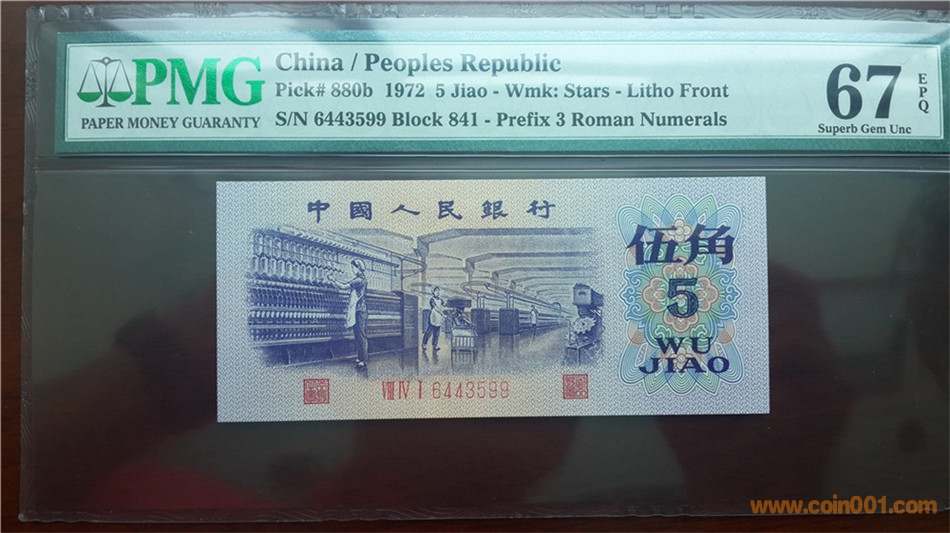 PMG
PAPER MONEY GUARANTY
China / Peoples Republic
Pick# 880b 1972 5 Jiao - Wmk: Stars - Litho Front
S/N 6443599 Block 841 - Prefix 3 Roman Numerals
67 EPQ
Superb Gem Unc
中國人民銀行
伍角
5
WU
JIAO
VIII IV I 6443599
www.coin001.com